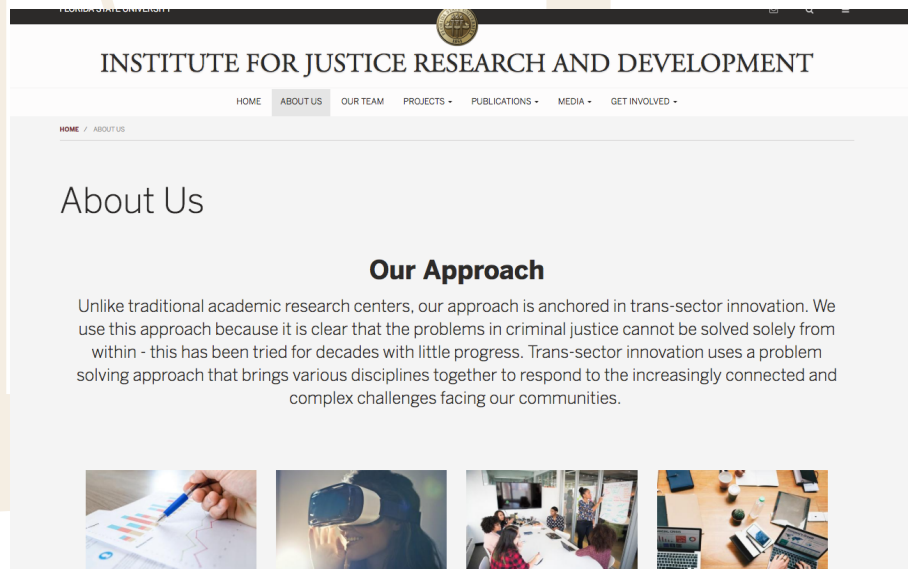 FLORIDA STATE UNIVERSITY
INSTITUTE FOR JUSTICE RESEARCH AND DEVELOPMENT
HOME ABOUT US OUR TEAM PROJECTS PUBLICATIONS MEDIA GET INVOLVED
HOME / ABOUT US
About Us
Our Approach
Unlike traditional academic research centers, our approach is anchored in trans-sector innovation. We
use this approach because it is clear that the problems in criminal justice cannot be solved solely from
within - this has been tried for decades with little progress. Trans-sector innovation uses a problem
solving approach that brings various disciplines together to respond to the increasingly connected and
complex challenges facing our communities.